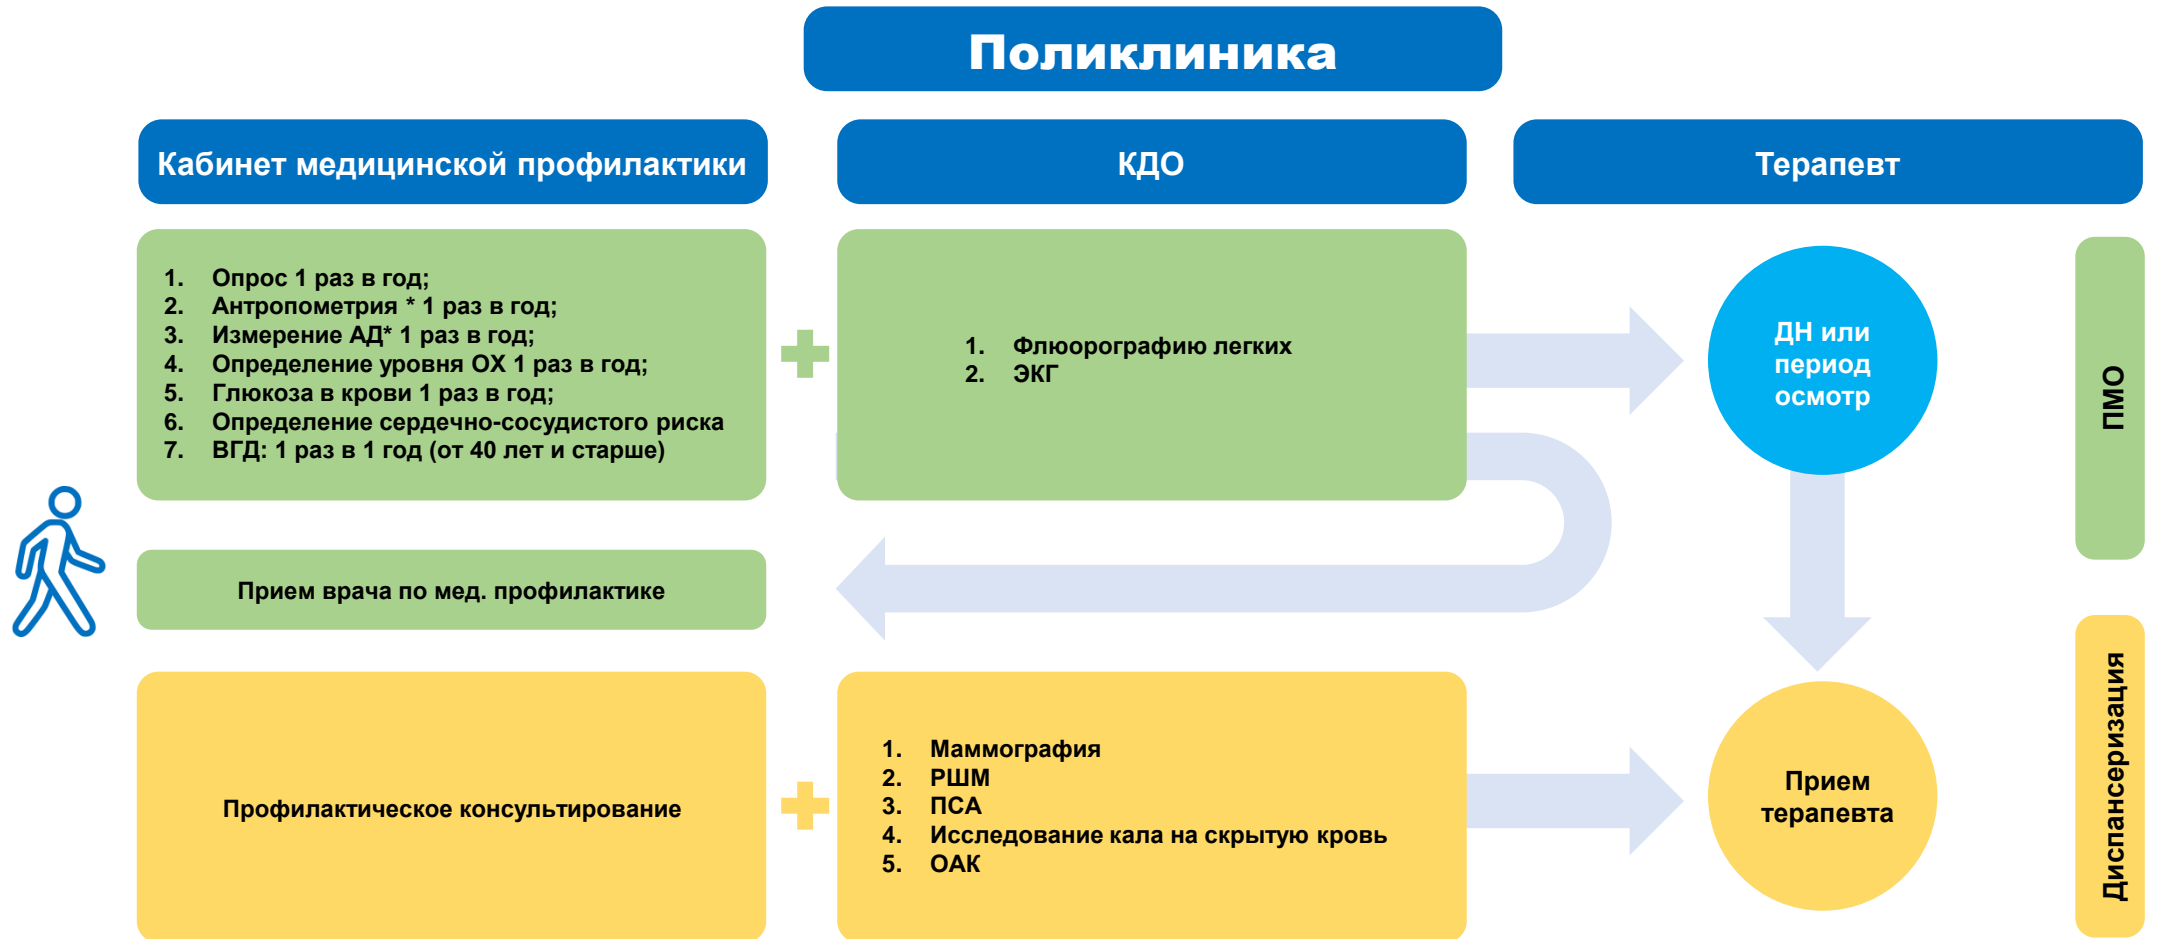 Поликлиника
Кабинет медицинской профилактики
КДО
Терапевт
1. Опрос 1 раз в год;
2. Антропометрия * 1 раз в год;
3. Измерение АД* 1 раз в год;
4. Определение уровня ОХ 1 раз в год;
5. Глюкоза в крови 1 раз в год;
6. Определение сердечно-сосудистого риска
7. ВГД: 1 раз в 1 год (от 40 лет и старше)
1. Флюорографию легких
2. ЭКГ
ДН или
период
осмотр
ПМО
Прием врача по мед. профилактике
Профилактическое консультирование
1. Маммография
2. РШМ
3. ПСА
4. Исследование кала на скрытую кровь
5. ОАК
Прием
терапевта
Диспансеризация